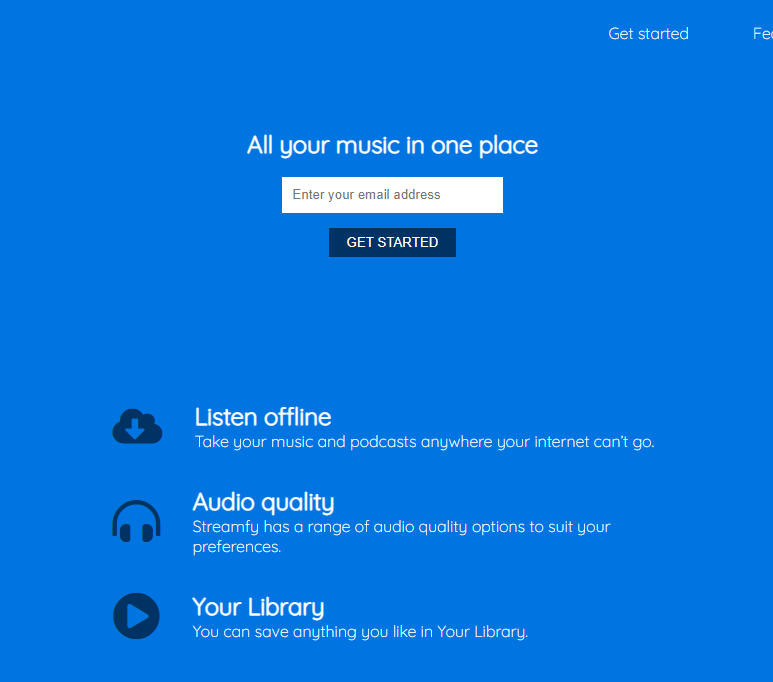 Get started
All your music in one place
Enter your email address
GET STARTED
Listen offline
Take your music and podcasts anywhere your internet can't go.
Audio quality
Streamfy has a range of audio quality options to suit your
preferences.
Your Library
You can save anything you like in Your Library.